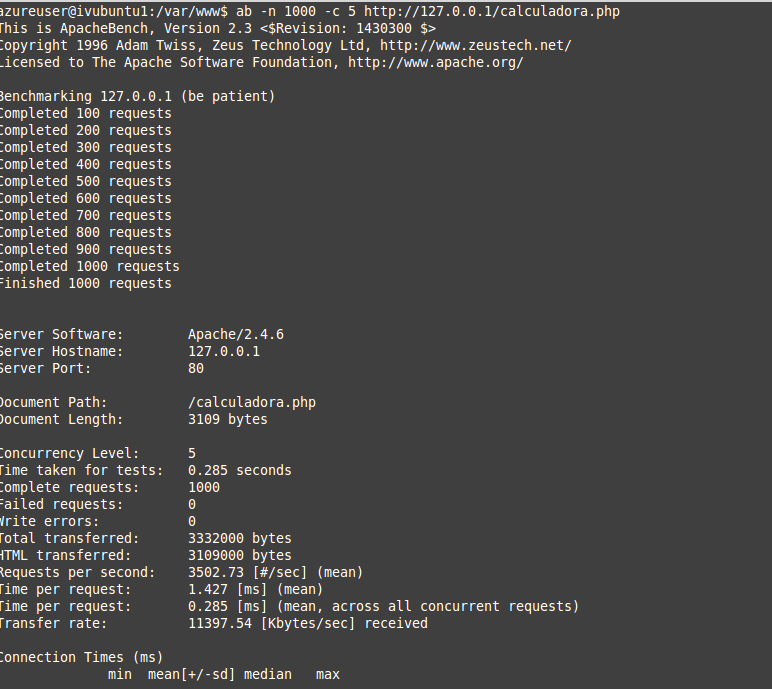 azureuser@ivubuntu1:/var/www$ ab -n 1000 -c 5 http://127.0.0.1/calculadora.php
This is ApacheBench, Version 2.3 <$Revision: 1430300 $>
Copyright 1996 Adam Twiss, Zeus Technology Ltd, http://www.zeustech.net/
Licensed to The Apache Software Foundation, http://www.apache.org/

Benchmarking 127.0.0.1 (be patient)
Completed 100 requests
Completed 200 requests
Completed 300 requests
Completed 400 requests
Completed 500 requests
Completed 600 requests
Completed 700 requests
Completed 800 requests
Completed 900 requests
Completed 1000 requests
Finished 1000 requests

Server Software:        Apache/2.4.6
Server Hostname:        127.0.0.1
Server Port:            80

Document Path:          /calculadora.php
Document Length:        3109 bytes

Concurrency Level:      5
Time taken for tests:   0.285 seconds
Complete requests:      1000
Failed requests:        0
Write errors:           0
Total transferred:      3332000 bytes
HTML transferred:       3109000 bytes
Requests per second:    3502.73 [#/sec] (mean)
Time per request:       1.427 [ms] (mean)
Time per request:       0.285 [ms] (mean, across all concurrent requests)
Transfer rate:          11397.54 [Kbytes/sec] received

Connection Times (ms)
              min  mean[+/-sd] median   max